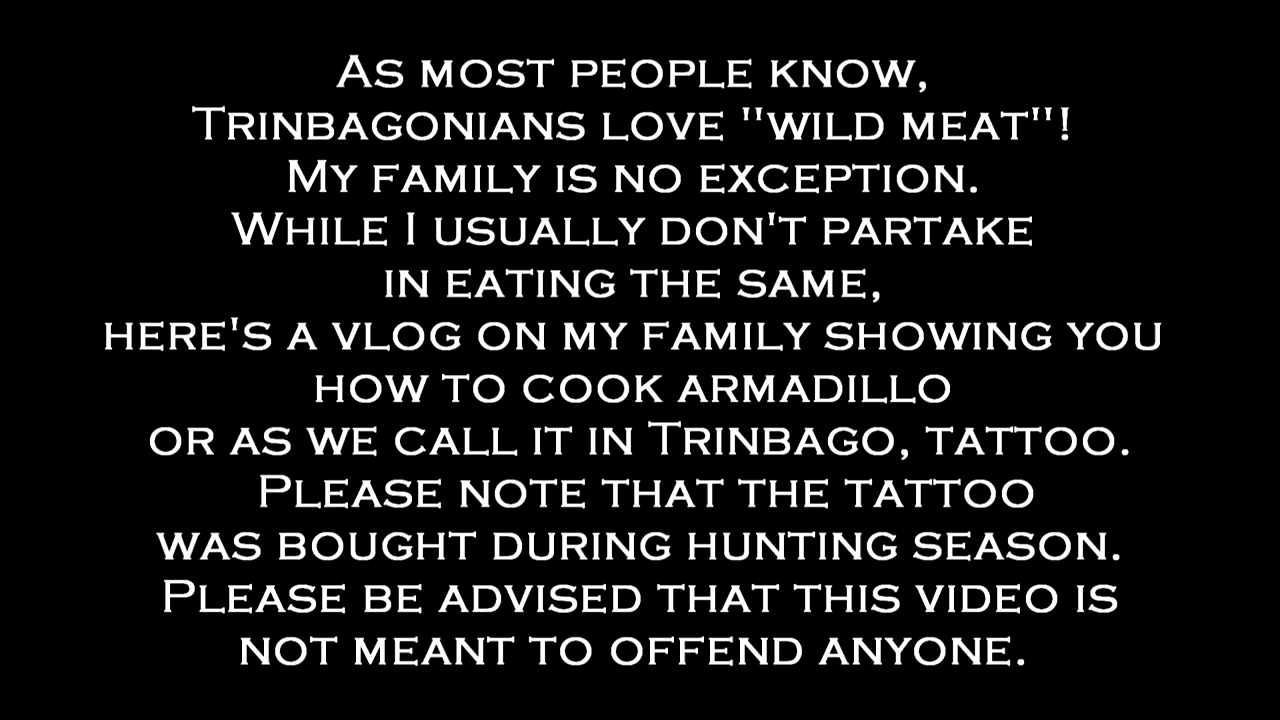 As most people know,
Trinbagonians love "wild meat"!
My family is no exception.
While I usually don't partake
in eating the same,
here's a vlog on my family showing you
how to cook armadillo
or as we call it in Trinbago, tattoo.
Please note that the tattoo
was bought during hunting season.
Please be advised that this video is
not meant to offend anyone.